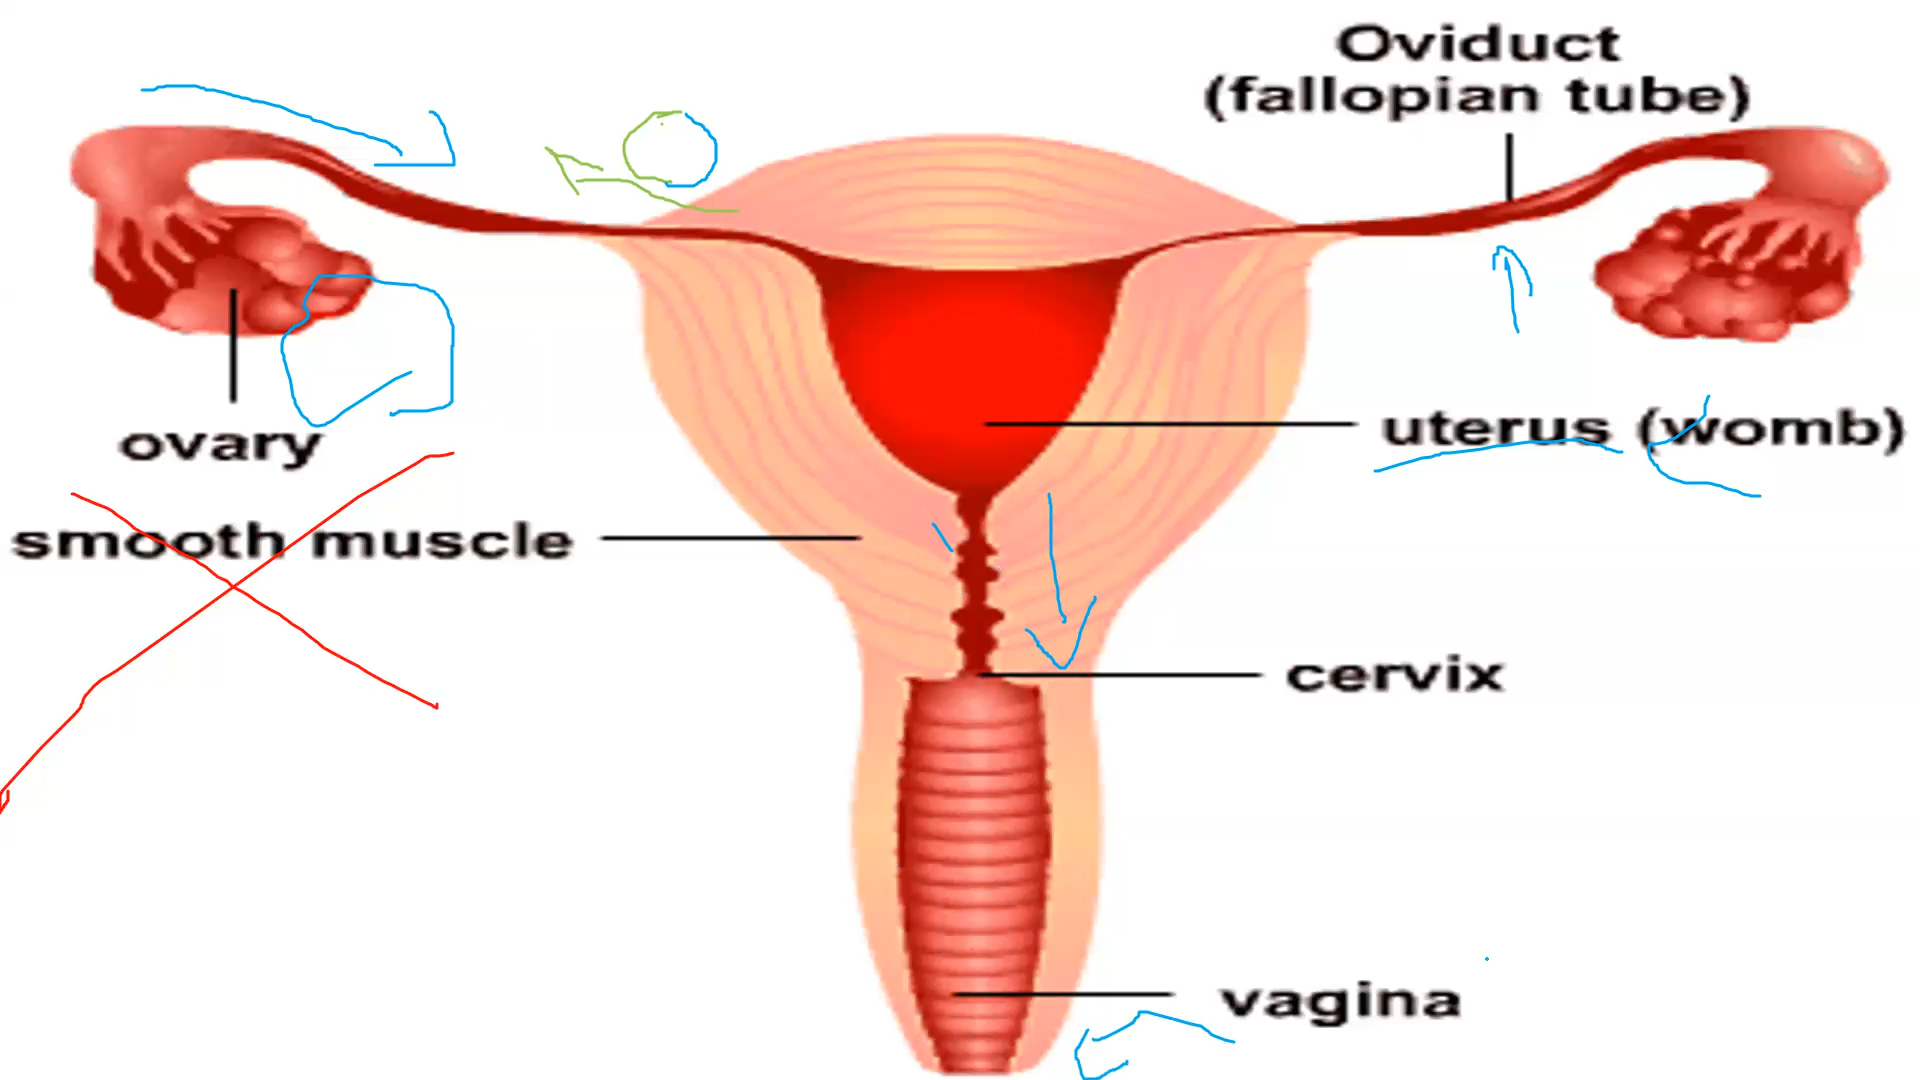 Oviduct
(fallopian tube)
ovary
uterus (womb)
smooth muscle
cervix
vagina